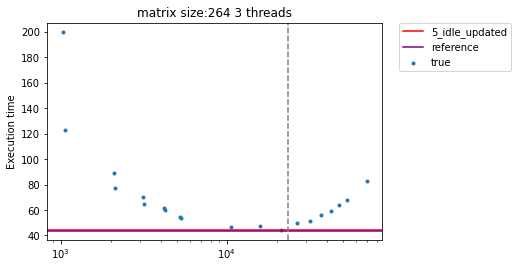 matrix size:264 3 threads
200
180
160
140
120
100
80
60
40
Execution time
10³
10⁴
5_idle_updated
reference
true